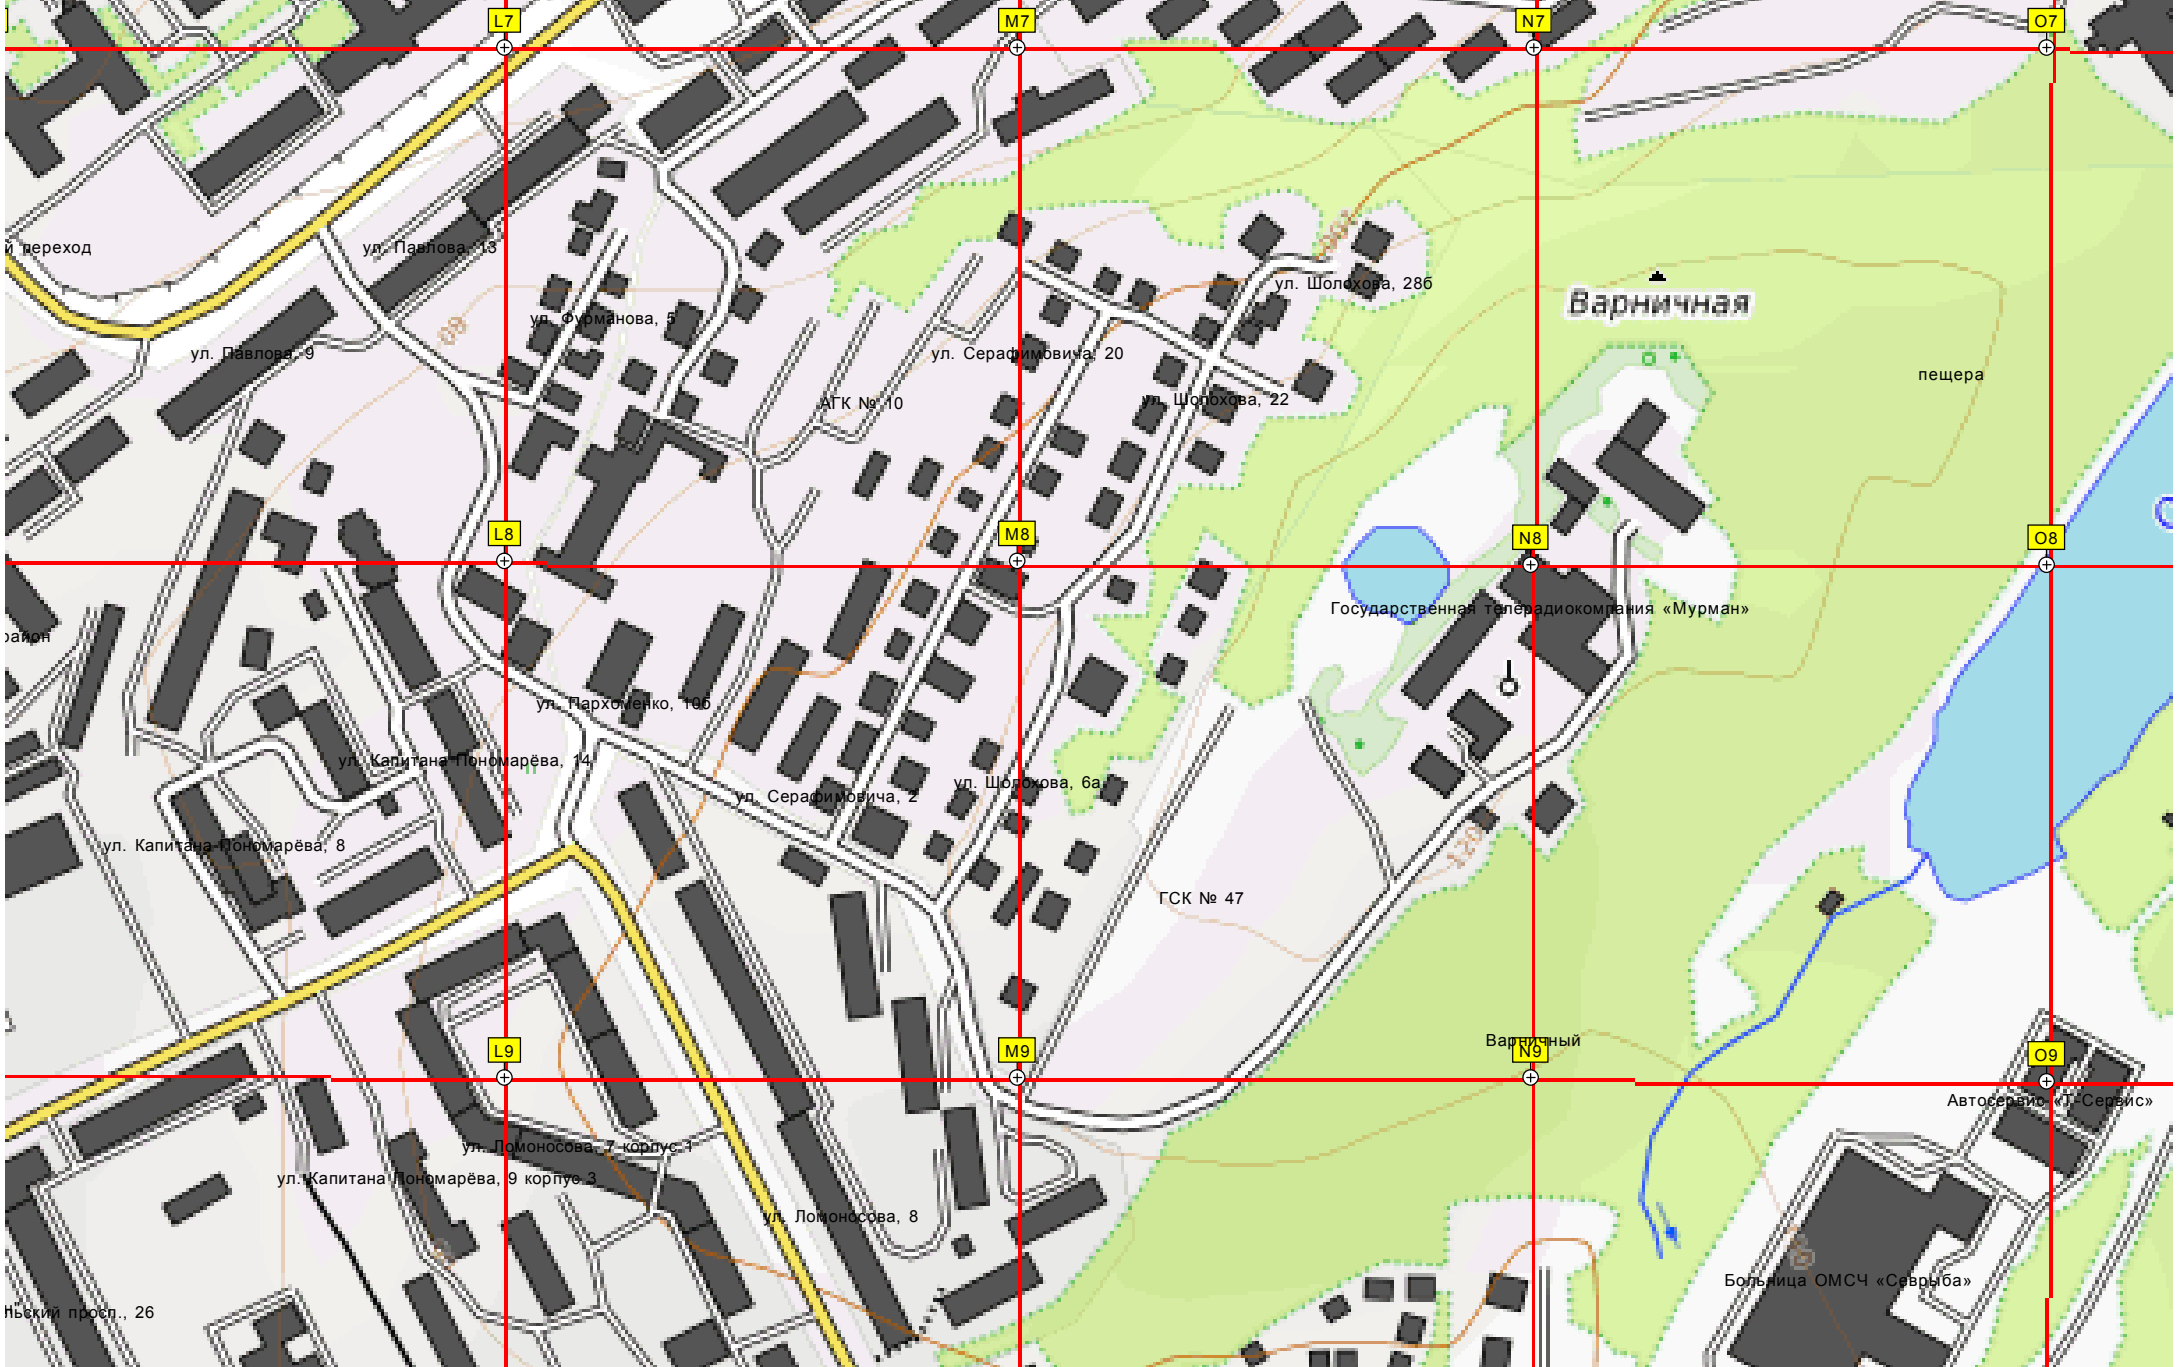 L7
M7
N7
O7
й переход
ул. Павлова, 13
ул. Шолохова, 28б
Варничная
ул. Фурманова, 5
80
ул. Павлова, 9
ул. Серафимовича, 20
пещера
АГК № 10
ул. Шолохова, 22
L8
M8
N8
O8
Государственная телерадиокомпания «Мурман»
район
ул. Пархоменко, 10б
ул. Капитана Пономарёва, 14
ул. Шолохова, 6а
ул. Серафимовича, 2
ул. Капитана Пономарёва, 8
120
ГСК № 47
Варничный
L9
M9
N9
O9
Автосервис «Т-Сервис»
ул. Ломоносова, 7 корпус 1
ул. Капитана Пономарёва, 9 корпус 3
ул. Ломоносова, 8
Больница ОМСЧ «Севрыба»
льский просп., 26